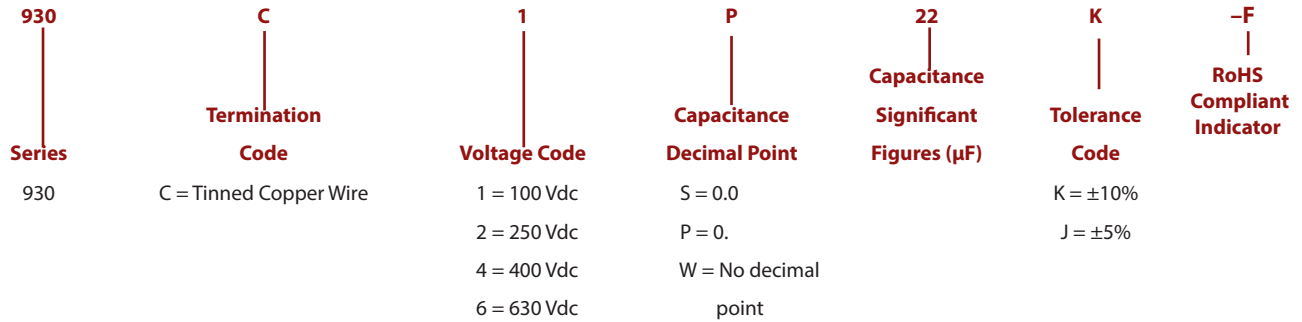 930 C 1 P 22 K –F
Capacitance RoHS
Termination Capacitance Significant Tolerance Compliant
Indicator
Series Code Voltage Code Decimal Point Figures (µF) Code
930 C = Tinned Copper Wire 1 = 100 Vdc S = 0.0 K = ±10%
2 = 250 Vdc P = 0. J = ±5%
4 = 400 Vdc W = No decimal
6 = 630 Vdc point